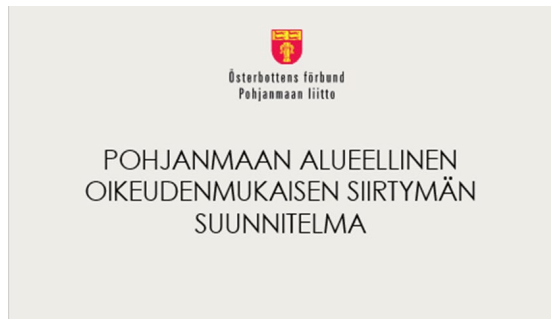 Österbottens förbund
Pohjanmaan liitto
POHJANMAAN ALUEELLINEN
OIKEUDENMUKAISEN SIIRTYMÄN
SUUNNITELMA